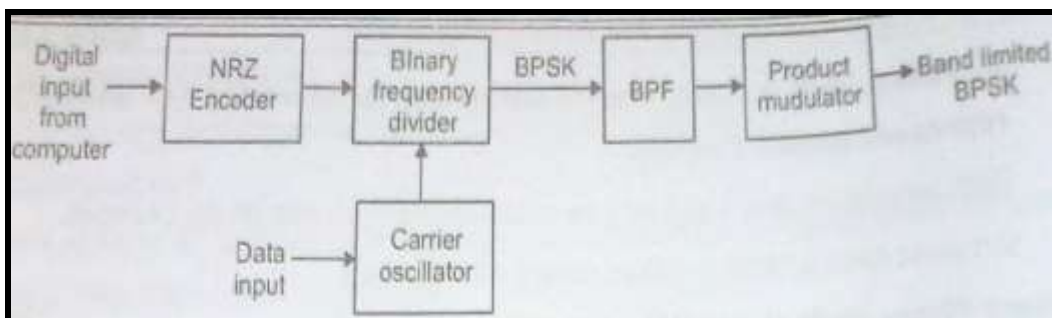 Digital
input
from
computer
NRZ
Encoder
BInary
frequency
divider
BPSK
BPF
Product
mudulator
Band limited
BPSK
Data
input
Carrier
oscillator